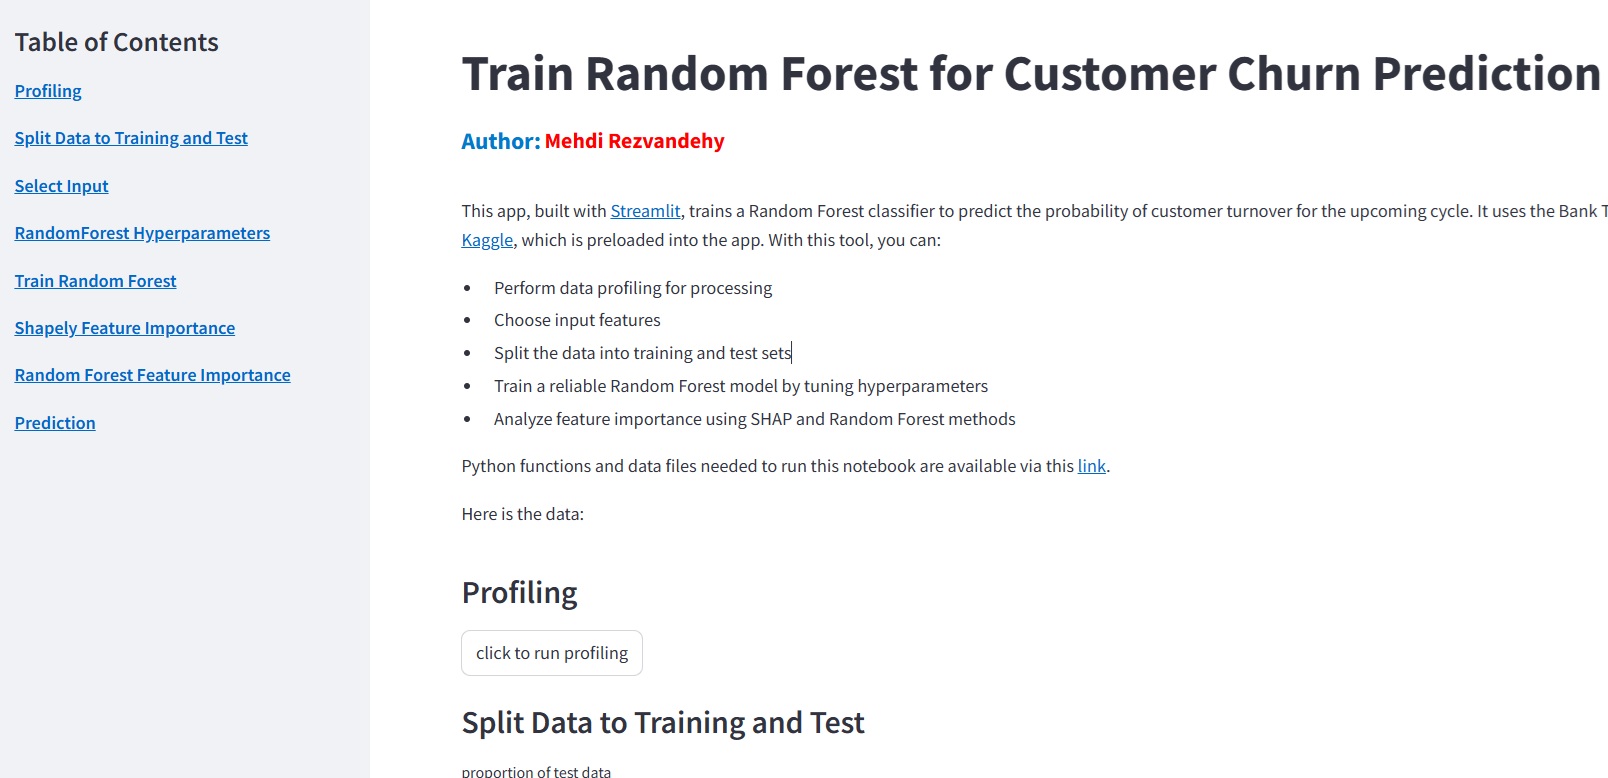 Table of Contents
Profiling
Split Data to Training and Test
Select Input
RandomForest Hyperparameters
Train Random Forest
Shapely Feature Importance
Random Forest Feature Importance
Prediction
Train Random Forest for Customer Churn Prediction
Author: Mehdi Rezvandehy
This app, built with Streamlit, trains a Random Forest classifier to predict the probability of customer turnover for the upcoming cycle. It uses the Bank
Kaggle, which is preloaded into the app. With this tool, you can:
• Perform data profiling for processing
• Choose input features
• Split the data into training and test sets
• Train a reliable Random Forest model by tuning hyperparameters
• Analyze feature importance using SHAP and Random Forest methods
Python functions and data files needed to run this notebook are available via this link.
Here is the data:
Profiling
click to run profiling
Split Data to Training and Test
proportion of test data